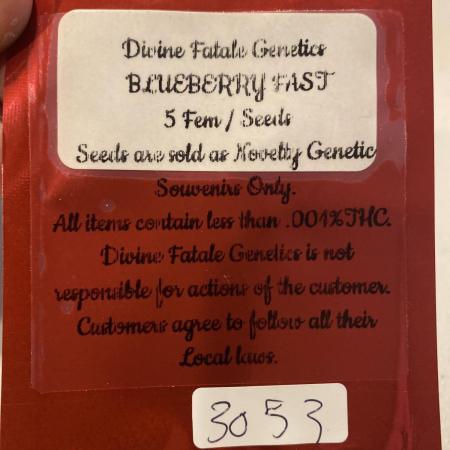 Divine Fatale Genetics
BLUEBERRY FAST
5 Fem / Seeds
Seeds are sold as Novelty Genetic
Souvenirs Only.
All items contain less than .001%THC.
Divine Fatale Genetics is not
responsible for actions of the customer.
Customers agree to follow all their
Local laws.
3053